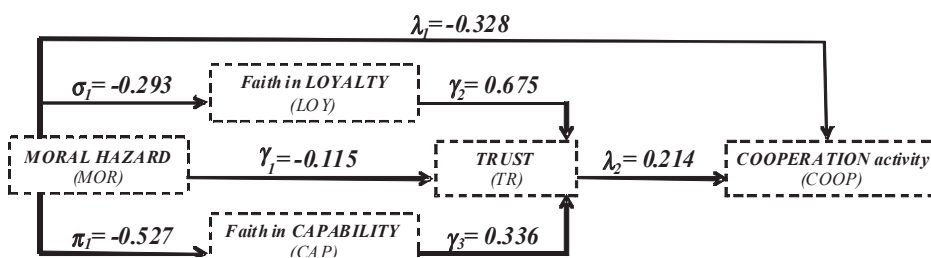 λ1=-0.328
σ1=-0.293
Faith in LOYALTY
(LOY)
γ2=0.675
MORAL HAZARD
(MOR)
γ1=-0.115
TRUST
(TR)
λ2=0.214
COOPERATION activity
(COOP)
π1=-0.527
Faith in CAPABILITY
(CAP)
γ3=0.336